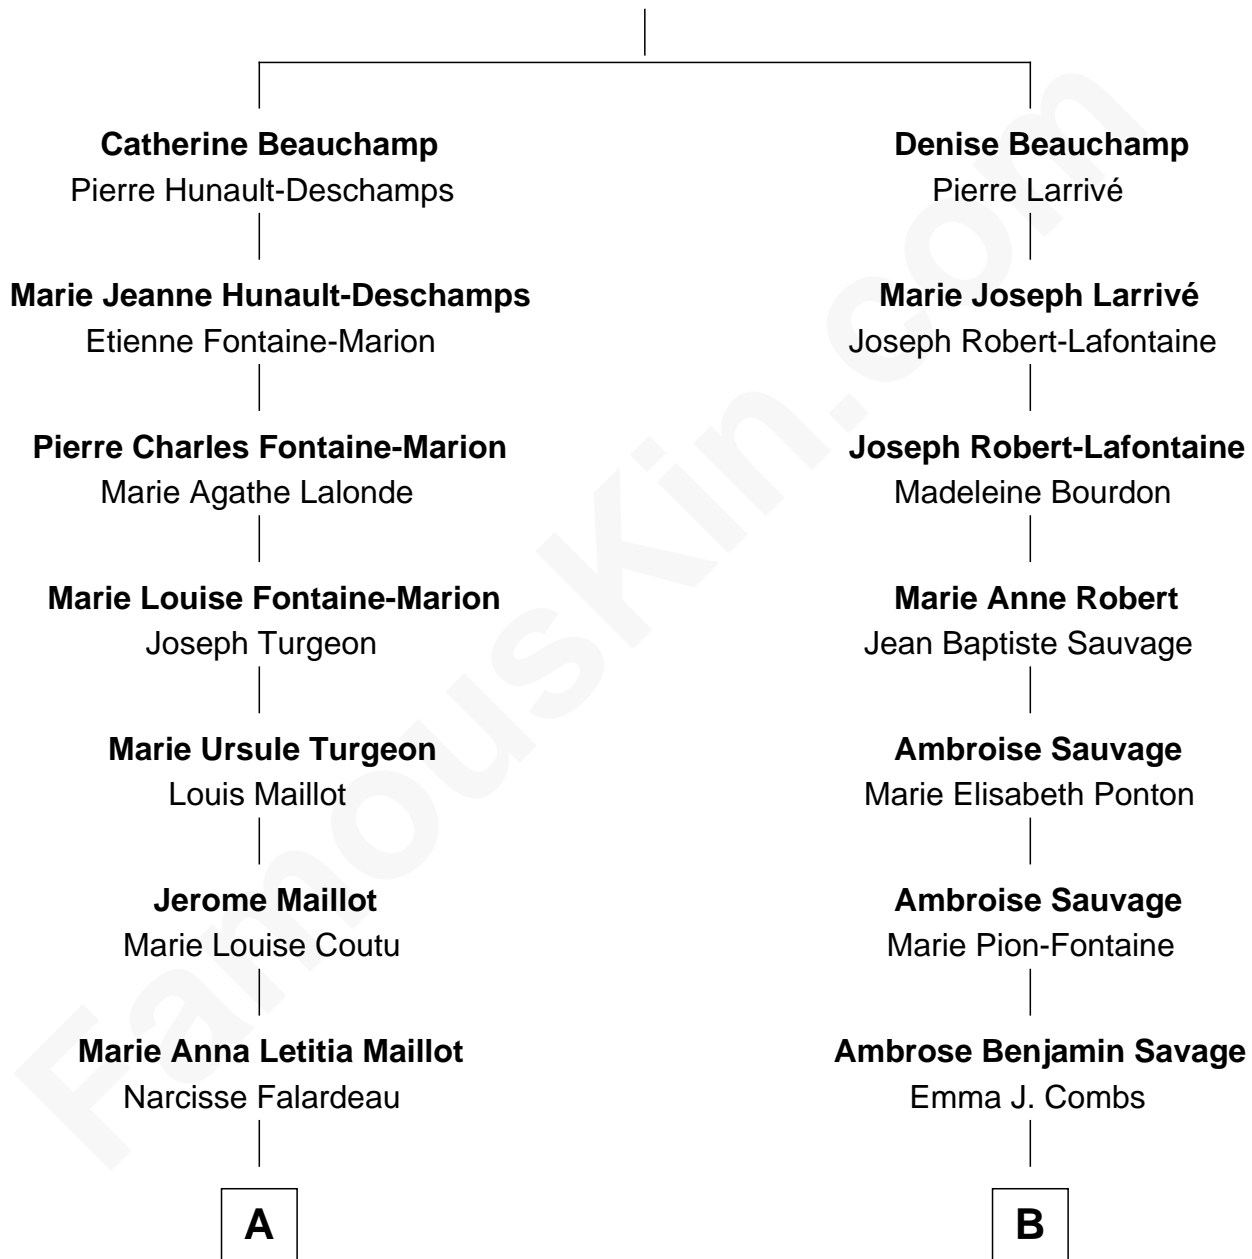 Catherine Beauchamp
Pierre Hunault-Deschamps
Marie Jeanne Hunault-Deschamps
Etienne Fontaine-Marion
Pierre Charles Fontaine-Marion
Marie Agathe Lalonde
Marie Louise Fontaine-Marion
Joseph Turgeon
Marie Ursule Turgeon
Louis Maillot
Jerome Maillot
Marie Louise Coutu
Marie Anna Letitia Maillot
Narcisse Falardeau
A
Denise Beauchamp
Pierre Larrivé
Marie Joseph Larrivé
Joseph Robert-Lafontaine
Joseph Robert-Lafontaine
Madeleine Bourdon
Marie Anne Robert
Jean Baptiste Sauvage
Ambroise Sauvage
Marie Elisabeth Ponton
Ambroise Sauvage
Marie Pion-Fontaine
Ambrose Benjamin Savage
Emma J. Combs
B
FamousKin.com